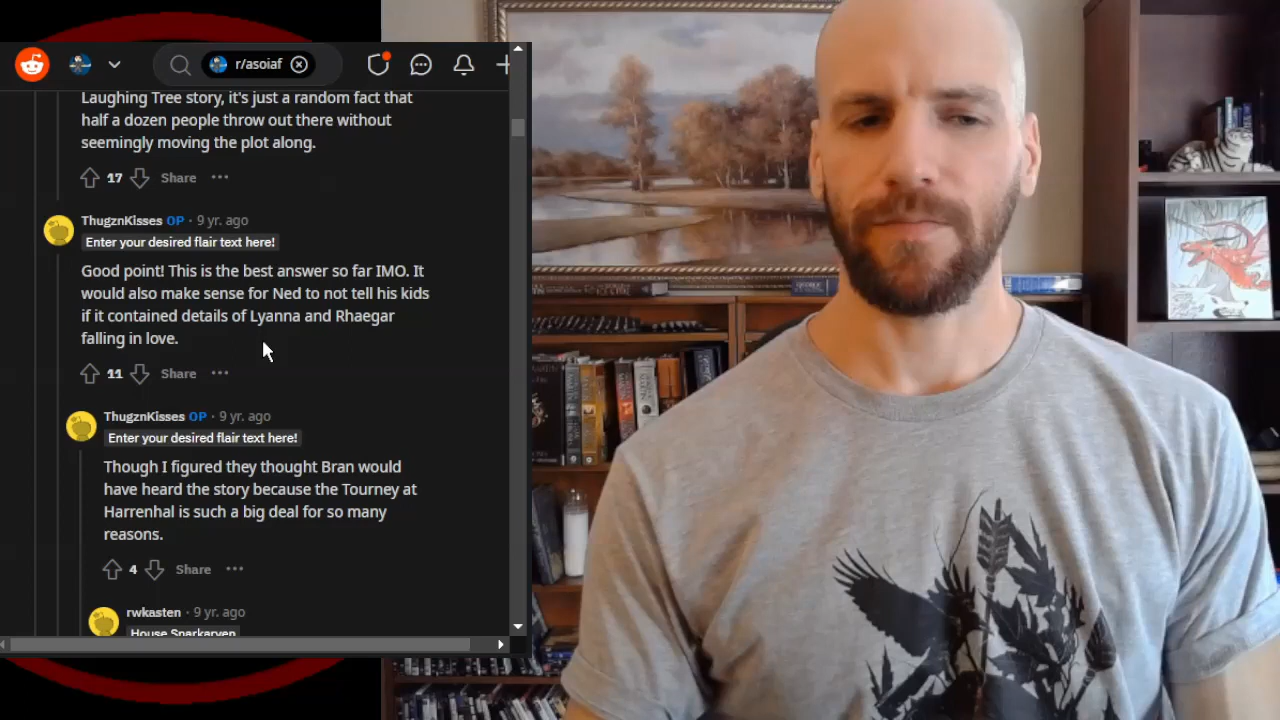 r/asoiaf
Laughing Tree story, it's just a random fact that
half a dozen people throw out there without
seemingly moving the plot along.
17 Share
ThugznKisses OP · 9 yr. ago
Enter your desired flair text here!
Good point! This is the best answer so far IMO. It
would also make sense for Ned to not tell his kids
if it contained details of Lyanna and Rhaegar
falling in love.
11 Share
ThugznKisses OP · 9 yr. ago
Enter your desired flair text here!
Though I figured they thought Bran would
have heard the story because the Tourney at
Harrenhal is such a big deal for so many
reasons.
4 Share
rwkasten · 9 yr. ago
House Sparkaryen